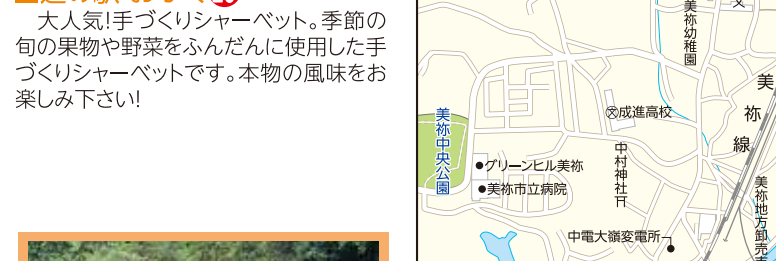 大人気!手づくりシャーベット。季節の
旬の果物や野菜をふんだんに使用した手
づくりシャーベットです。本物の風味をお
楽しみ下さい!
美祢幼稚園
成進高校
美祢線
美祢中央公園
中村神社
グリーンヒル美祢
美祢市立病院
中電大嶺変電所
美祢地方卸売